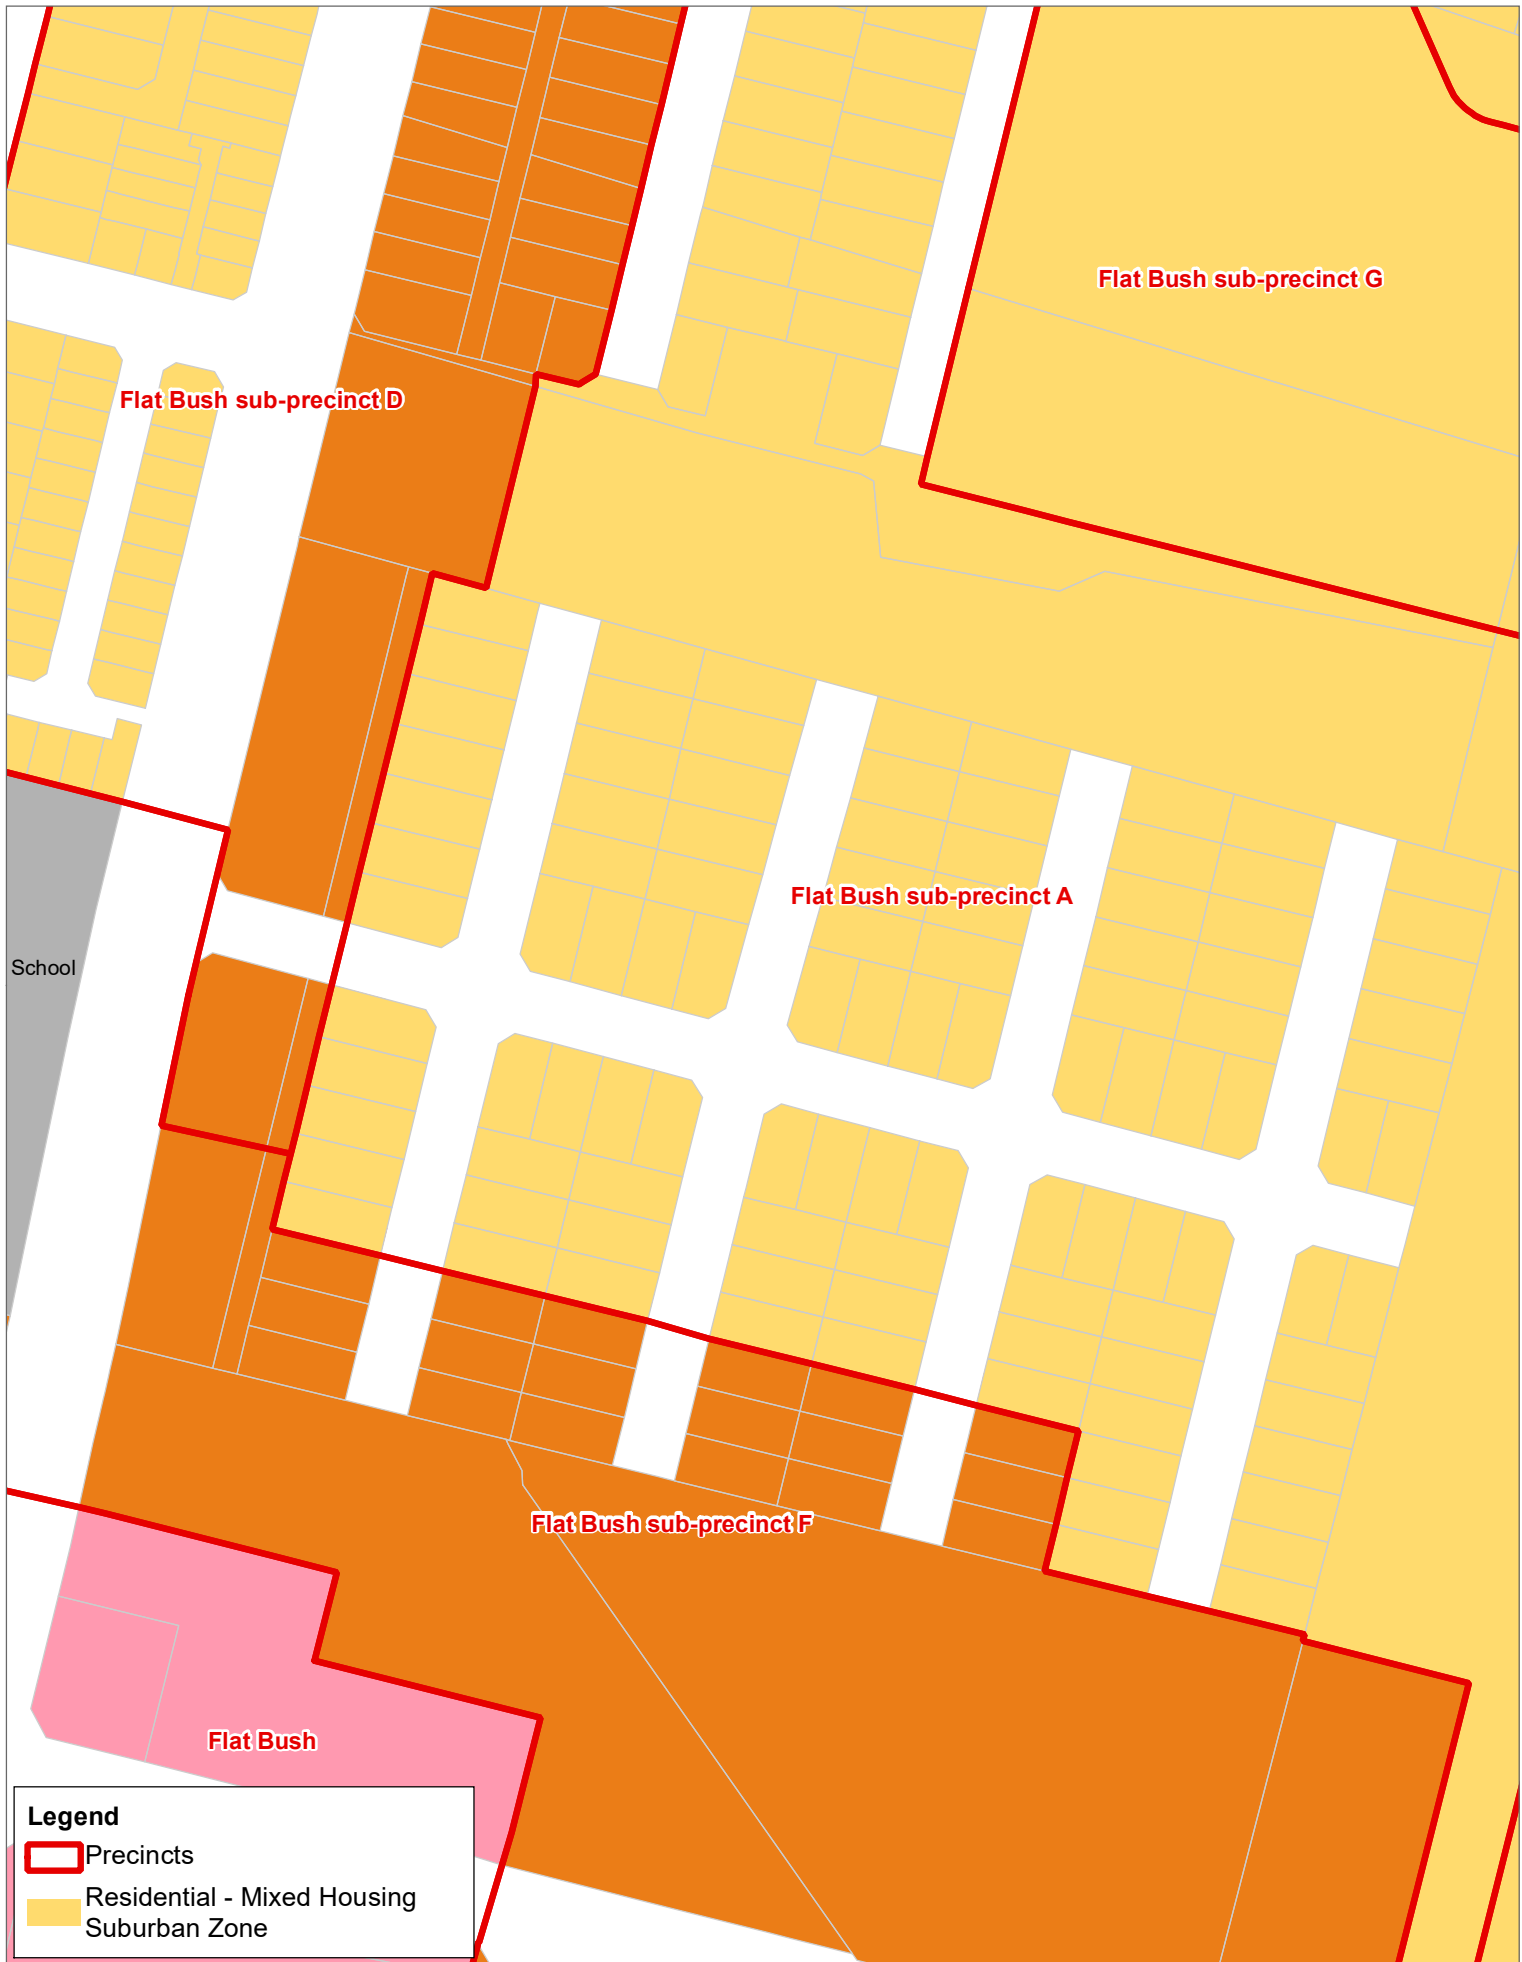 Flat Bush sub-precinct G
Flat Bush sub-precinct D
Flat Bush sub-precinct A
School
Flat Bush sub-precinct F
Flat Bush
Legend
Precincts
Residential - Mixed Housing
Suburban Zone